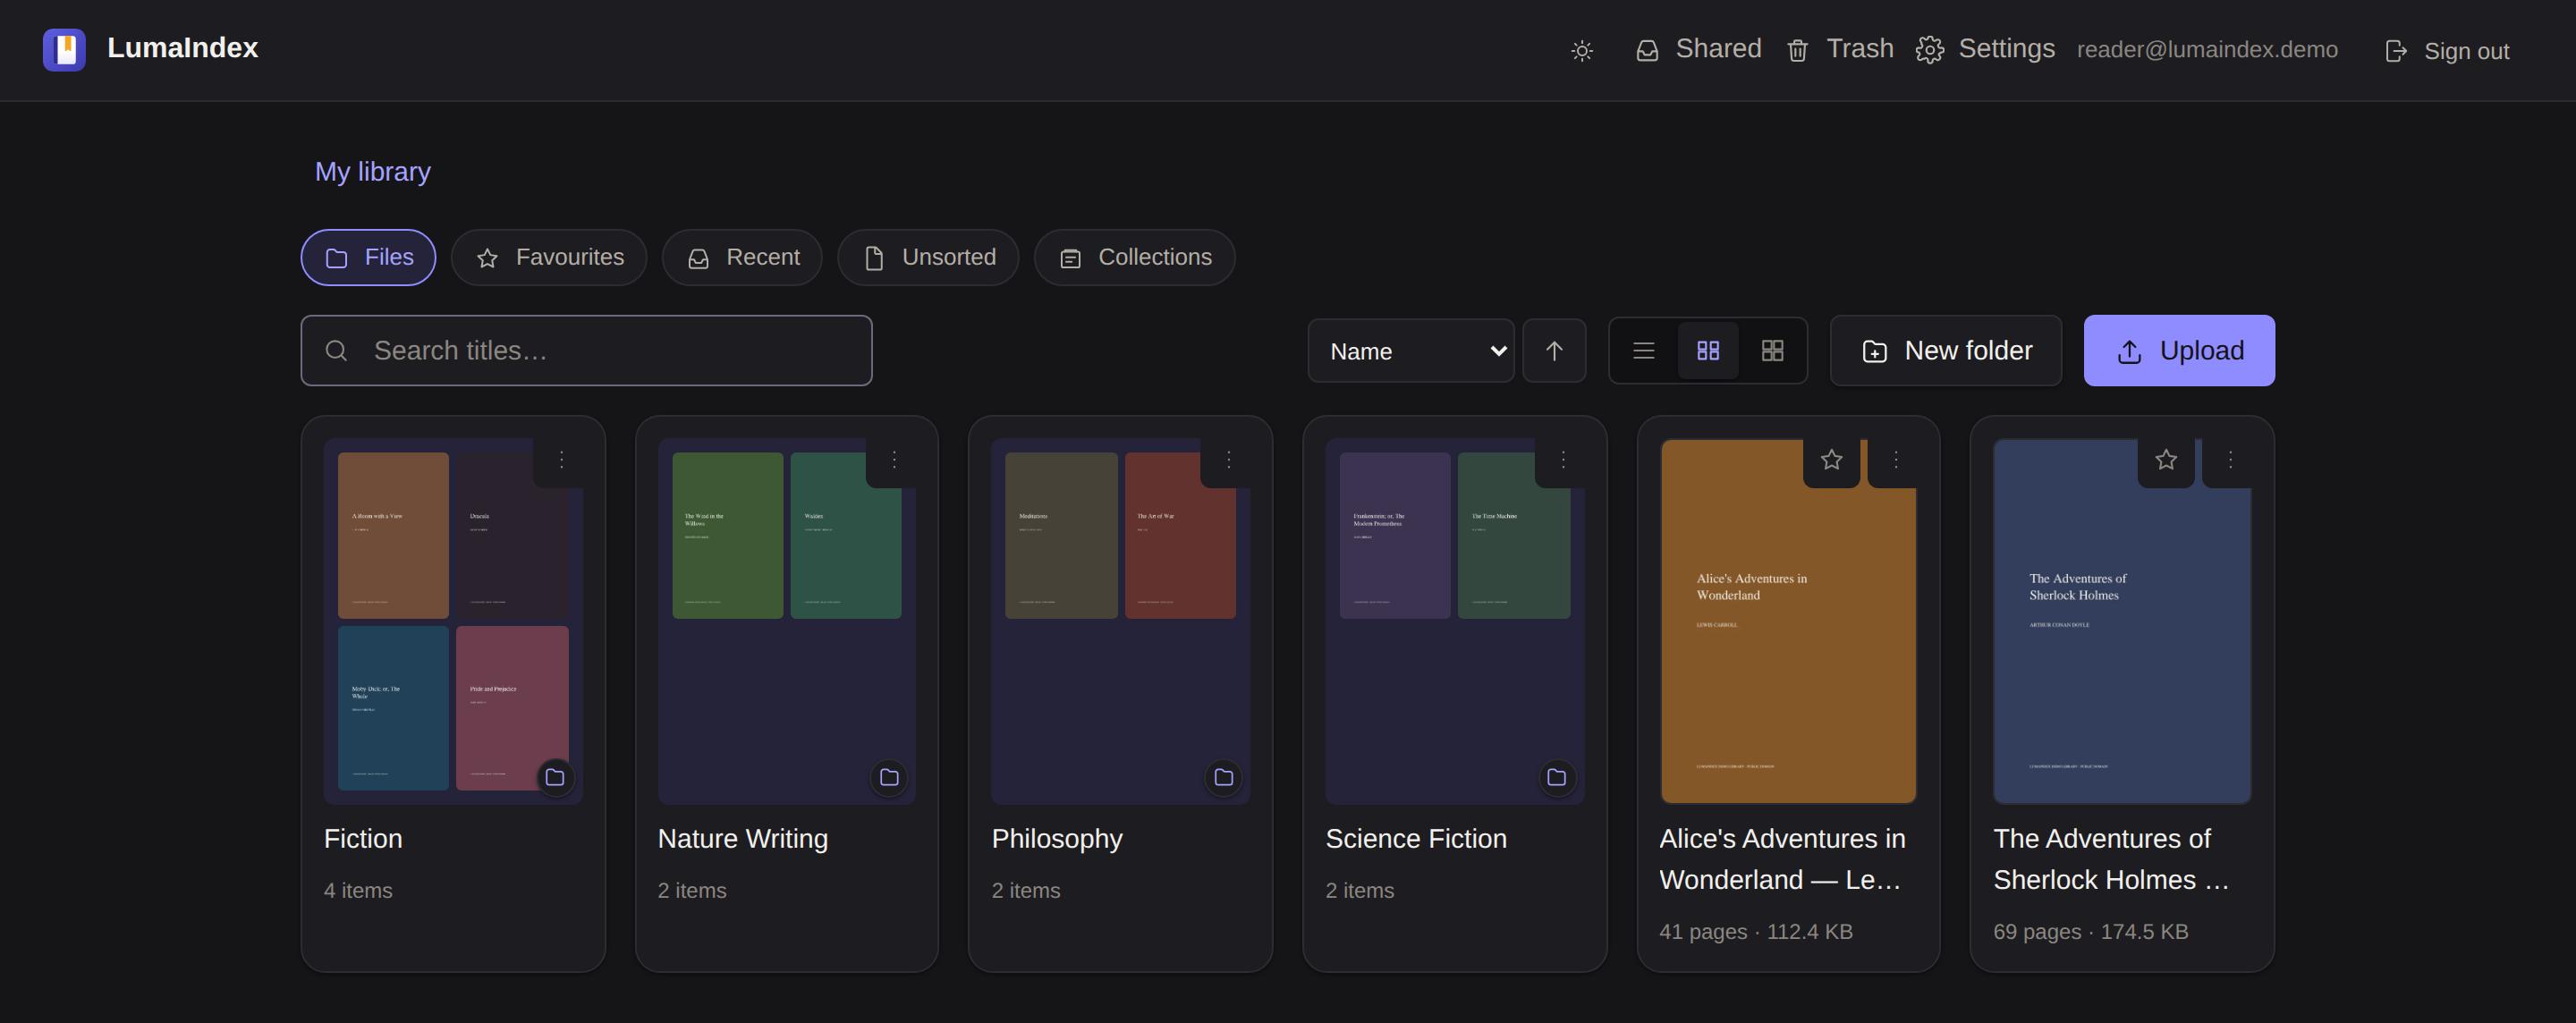 LumaIndex
Shared
Trash
Settings
reader@lumaindex.demo
Sign out
My library
Files
Favourites
Recent
Unsorted
Collections
Search titles…
Name
New folder
Upload
A Room with a View
Dracula
Moby Dick; or, The
Whale
Pride and Prejudice
Fiction
4 items
The Wind in the
Willows
Walden
Nature Writing
2 items
Meditations
The Art of War
Philosophy
2 items
Frankenstein; or, The
Modern Prometheus
The Time Machine
Science Fiction
2 items
Alice's Adventures in
Wonderland
LEWIS CARROLL
Alice's Adventures in
Wonderland — Le…
41 pages · 112.4 KB
The Adventures of
Sherlock Holmes
ARTHUR CONAN DOYLE
The Adventures of
Sherlock Holmes …
69 pages · 174.5 KB